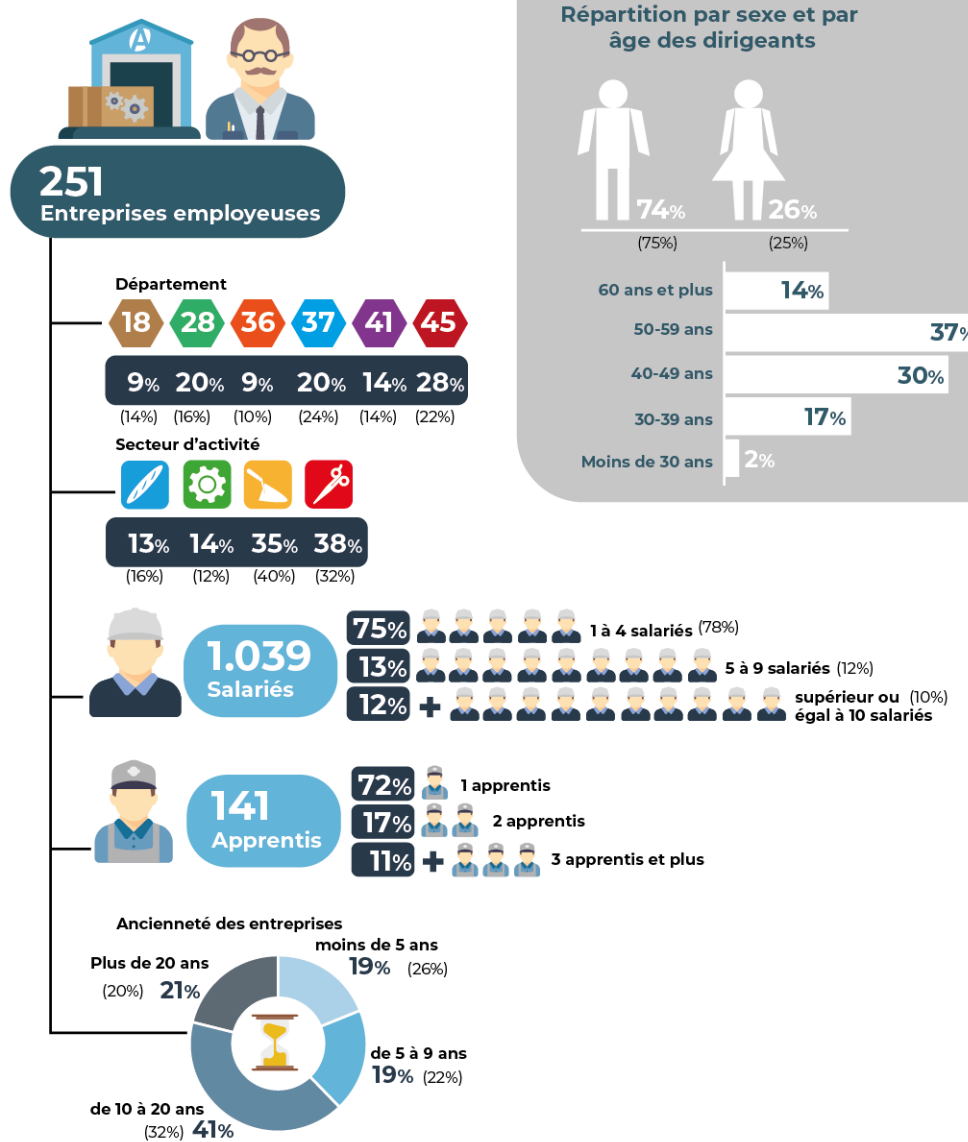 251
Entreprises employeuses
Département
18 28 36 37 41 45
9% 20% 9% 20% 14% 28%
(14%) (16%) (10%) (24%) (14%) (22%)
Secteur d'activité
13% 14% 35% 38%
(16%) (12%) (40%) (32%)
1.039
Salariés
75% 1 à 4 salariés (78%)
13% 5 à 9 salariés (12%)
12% + supérieur ou (10%)
égal à 10 salariés
141
Apprentis
72% 1 apprentis
17% 2 apprentis
11% + 3 apprentis et plus
Ancienneté des entreprises
moins de 5 ans
19% (26%)
Plus de 20 ans
(20%) 21%
de 5 à 9 ans
19% (22%)
de 10 à 20 ans
(32%) 41%
Répartition par sexe et par
âge des dirigeants
74% 26%
(75%) (25%)
60 ans et plus 14%
50-59 ans 37%
40-49 ans 30%
30-39 ans 17%
Moins de 30 ans 2%